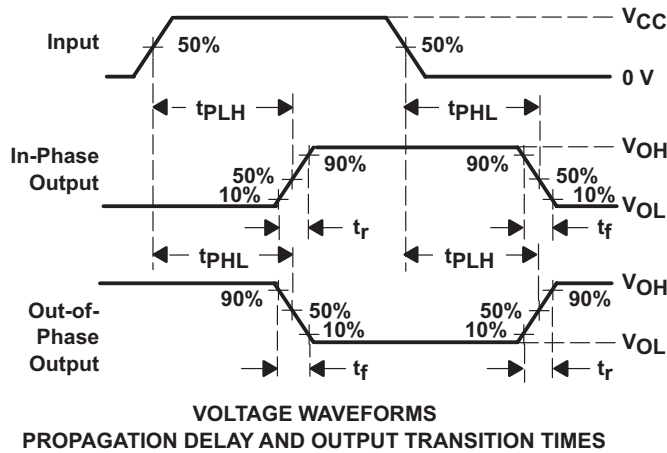 VCC
Input
50%
50%
0 V
tPLH
tPHL
VOH
In-Phase
Output
90%
90%
50%
50%
10%
10%
VOL
tr
tf
tPHL
tPLH
VOH
90%
90%
Out-of-
Phase
Output
50%
50%
10%
10%
VOL
tf
tr
VOLTAGE WAVEFORMS
PROPAGATION DELAY AND OUTPUT TRANSITION TIMES